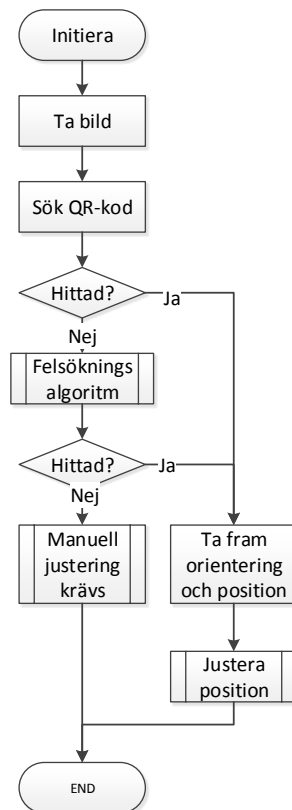 Initiera
Ta bild
Sök QR-kod
Hittad?
Ja
Nej
Felsöknings
algoritm
Hittad?
Ja
Nej
Manuell
justering
krävs
Ta fram
orientering
och position
Justera
position
END